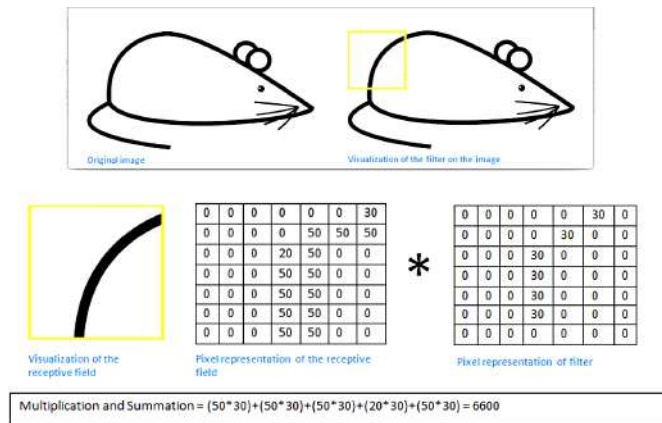 Original image
Visualization of the filter on the image
0 0 0 0 0 0 30
0 0 0 0 50 50 50
0 0 0 20 50 0 0
0 0 0 50 50 0 0
0 0 0 50 50 0 0
0 0 0 50 50 0 0
0 0 0 50 50 0 0
*
0 0 0 0 0 30 0
0 0 0 0 30 0 0
0 0 0 30 0 0 0
0 0 0 30 0 0 0
0 0 0 30 0 0 0
0 0 0 30 0 0 0
0 0 0 0 0 0 0
Visualization of the
receptive field
Pixel representation of the receptive
field
Pixel representation of filter
Multiplication and Summation = (50*30)+(50*30)+(50*30)+(20*30)+(50*30) = 6600